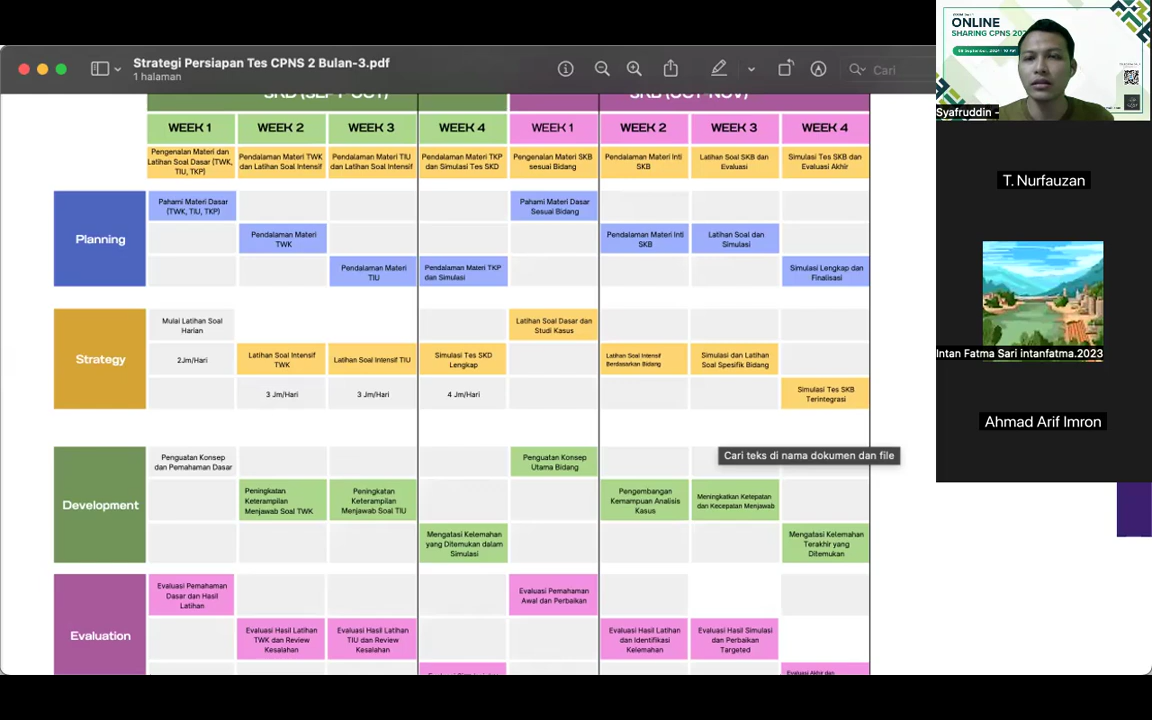 Strategi Persiapan Tes CPNS 2 Bulan-3.pdf
1 halaman
Cari
SKD (SEPT-OCT)
SKB (OCT-NOV)
WEEK 1
WEEK 2
WEEK 3
WEEK 4
WEEK 1
WEEK 2
WEEK 3
WEEK 4
Pengenalan Materi dan
Latihan Soal Dasar (TWK,
TIU, TKP)
Pendalaman Materi TWK
dan Latihan Soal Intensif
Pendalaman Materi TIU
dan Latihan Soal Intensif
Pendalaman Materi TKP
dan Simulasi Tes SKD
Pengenalan Materi SKB
sesuai Bidang
Pendalaman Materi Inti
SKB
Latihan Soal SKB dan
Evaluasi
Simulasi Tes SKB dan
Evaluasi Akhir
Planning
Pahami Materi Dasar
(TWK, TIU, TKP)
Pahami Materi Dasar
Sesuai Bidang
Pendalaman Materi
TWK
Pendalaman Materi Inti
SKB
Latihan Soal dan
Simulasi
Pendalaman Materi
TIU
Pendalaman Materi TKP
dan Simulasi
Simulasi Lengkap dan
Finalisasi
Strategy
Mulai Latihan Soal
Harian
Latihan Soal Dasar dan
Studi Kasus
2Jm/Hari
Latihan Soal Intensif
TWK
Latihan Soal Intensif TIU
Simulasi Tes SKD
Lengkap
Latihan Soal Intensif
Berdasarkan Bidang
Simulasi dan Latihan
Soal Spesifik Bidang
3 Jm/Hari
3 Jm/Hari
4 Jm/Hari
Simulasi Tes SKB
Terintegrasi
Development
Penguatan Konsep
dan Pemahaman Dasar
Penguatan Konsep
Utama Bidang
Cari teks di nama dokumen dan file
Peningkatan
Keterampilan
Menjawab Soal TWK
Peningkatan
Keterampilan
Menjawab Soal TIU
Pengembangan
Kemampuan Analisis
Kasus
Meningkatkan Ketepatan
dan Kecepatan Menjawab
Mengatasi Kelemahan
yang Ditemukan dalam
Simulasi
Mengatasi Kelemahan
Terakhir yang
Ditemukan
Evaluation
Evaluasi Pemahaman
Dasar dan Hasil
Latihan
Evaluasi Pemahaman
Awal dan Perbaikan
Evaluasi Hasil Latihan
TWK dan Review
Kesalahan
Evaluasi Hasil Latihan
TIU dan Review
Kesalahan
Evaluasi Hasil Latihan
dan Identifikasi
Kelemahan
Evaluasi Hasil Simulasi
dan Perbaikan
Targeted
Evaluasi Akhir dan
ONLINE
SHARING CPNS
Syafruddin -
T. Nurfauzan
Intan Fatma Sari intanfatma.2023
Ahmad Arif Imron